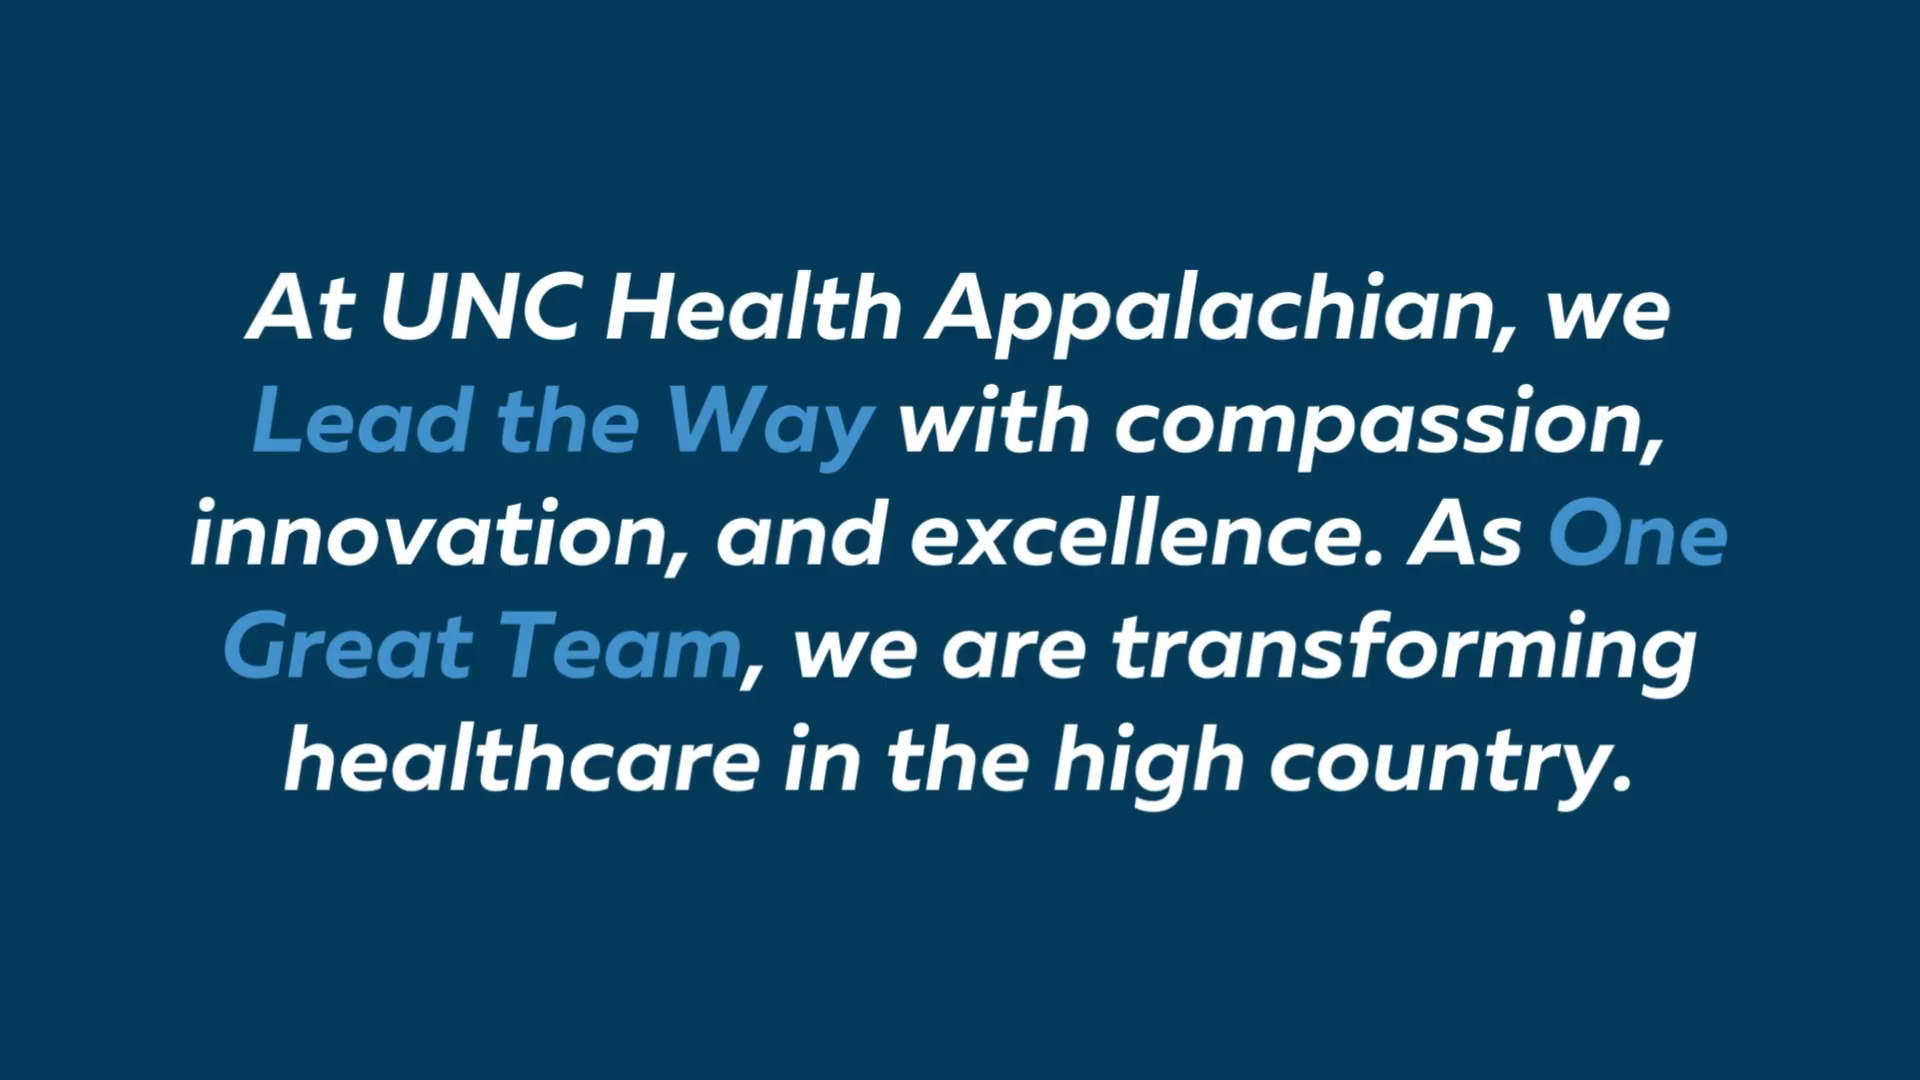 At UNC Health Appalachian, we
Lead the Way with compassion,
innovation, and excellence. As One
Great Team, we are transforming
healthcare in the high country.